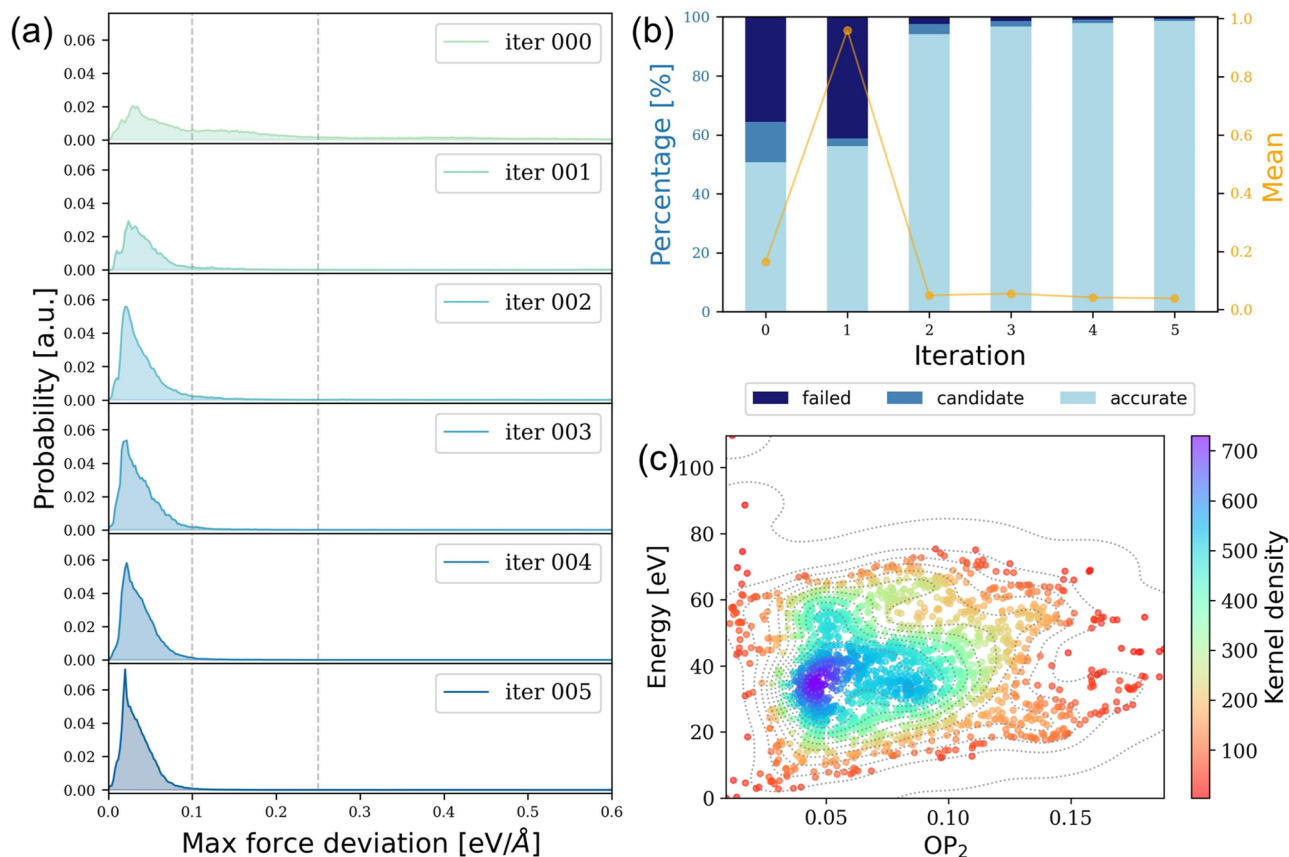 (a)
0.06
0.04
0.02
0.00
iter 000
0.06
0.04
0.02
0.00
iter 001
0.06
0.04
0.02
0.00
iter 002
0.06
0.04
0.02
0.00
iter 003
0.06
0.04
0.02
0.00
iter 004
0.06
0.04
0.02
0.00
iter 005
0.0 0.1 0.2 0.3 0.4 0.5 0.6
Max force deviation [eV/Å]
Probability [a.u.]
(b)
100
80
60
40
20
0
Percentage [%]
1.0
0.8
0.6
0.4
0.2
0.0
Mean
0 1 2 3 4 5
Iteration
failed candidate accurate
(c)
100
80
60
40
20
0
Energy [eV]
0.05 0.10 0.15
OP₂
700
600
500
400
300
200
100
Kernel density